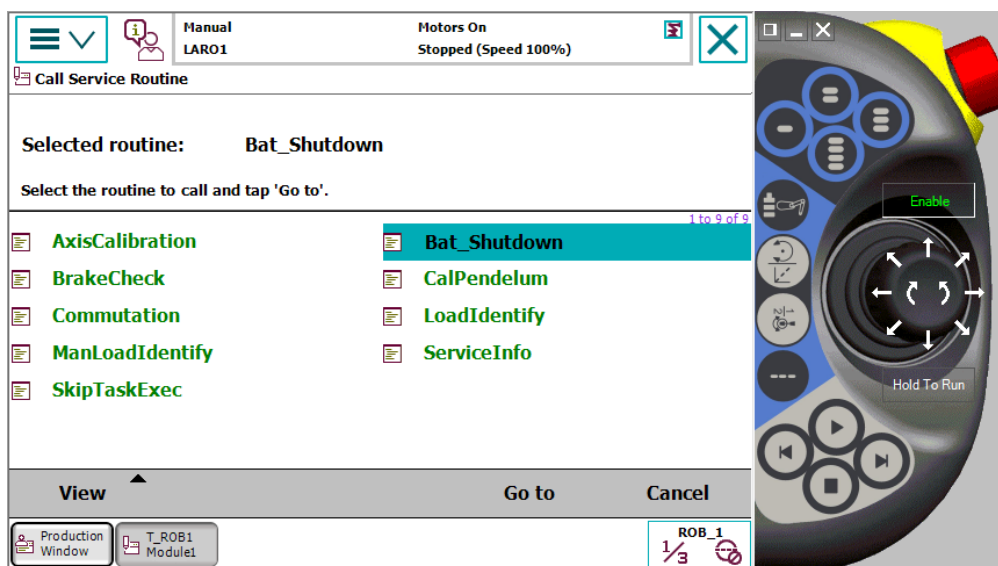 Manual
LARO1
Motors On
Stopped (Speed 100%)
Call Service Routine
Selected routine: Bat_Shutdown
Select the routine to call and tap 'Go to'.
1 to 9 of 9
AxisCalibration
Bat_Shutdown
BrakeCheck
CalPendelum
Commutation
LoadIdentify
ManLoadIdentify
ServiceInfo
SkipTaskExec
View
Go to
Cancel
Production
Window
T_ROB1
Module1
ROB_1
1/3
Enable
Hold To Run